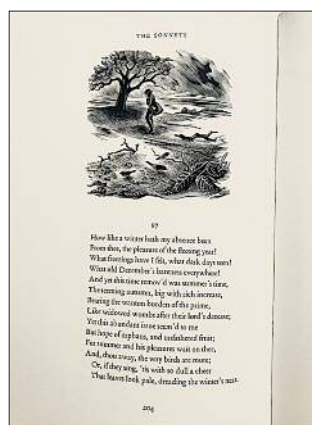 THE SONNETS
97
How like a winter hath my absence been
From thee, the pleasure of the fleeting year!
What freezings have I felt, what dark days seen!
What old December's bareness everywhere!
And yet this time remov'd was summer's time,
The teeming autumn, big with rich increase,
Bearing the wanton burden of the prime,
Like widowed wombs after their lord's decease;
Yet this abundant issue seem'd to me
But hope of orphans, and unfathered fruit;
For summer and his pleasures wait on thee,
And, thou away, the very birds are mute;
Or, if they sing, 'tis with so dull a cheer
That leaves look pale, dreading the winter's near.
204